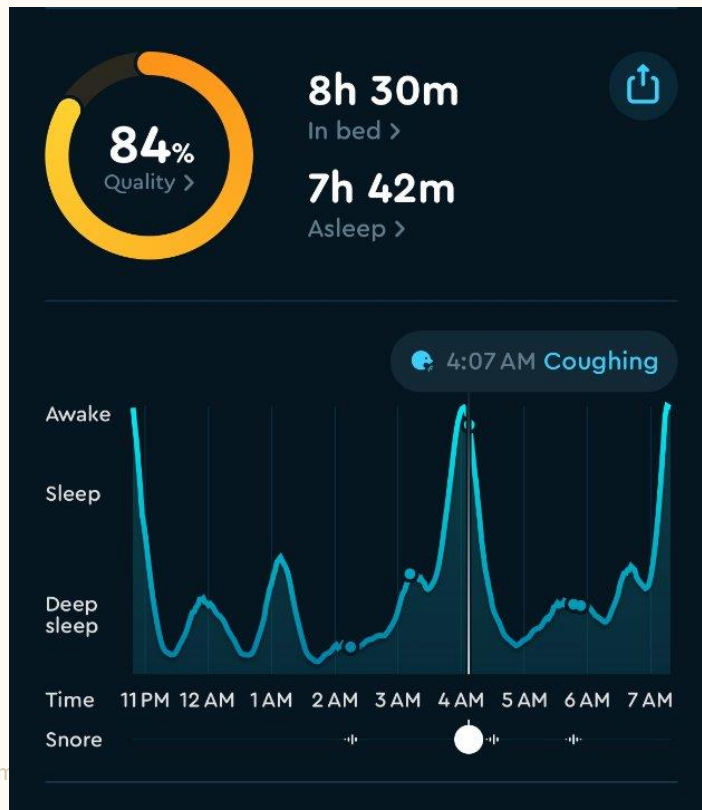 84%
Quality >
8h 30m
In bed >
7h 42m
Asleep >
4:07 AM Coughing
Awake
Sleep
Deep
sleep
Time 11 PM 12 AM 1 AM 2 AM 3 AM 4 AM 5 AM 6 AM 7 AM
Snore